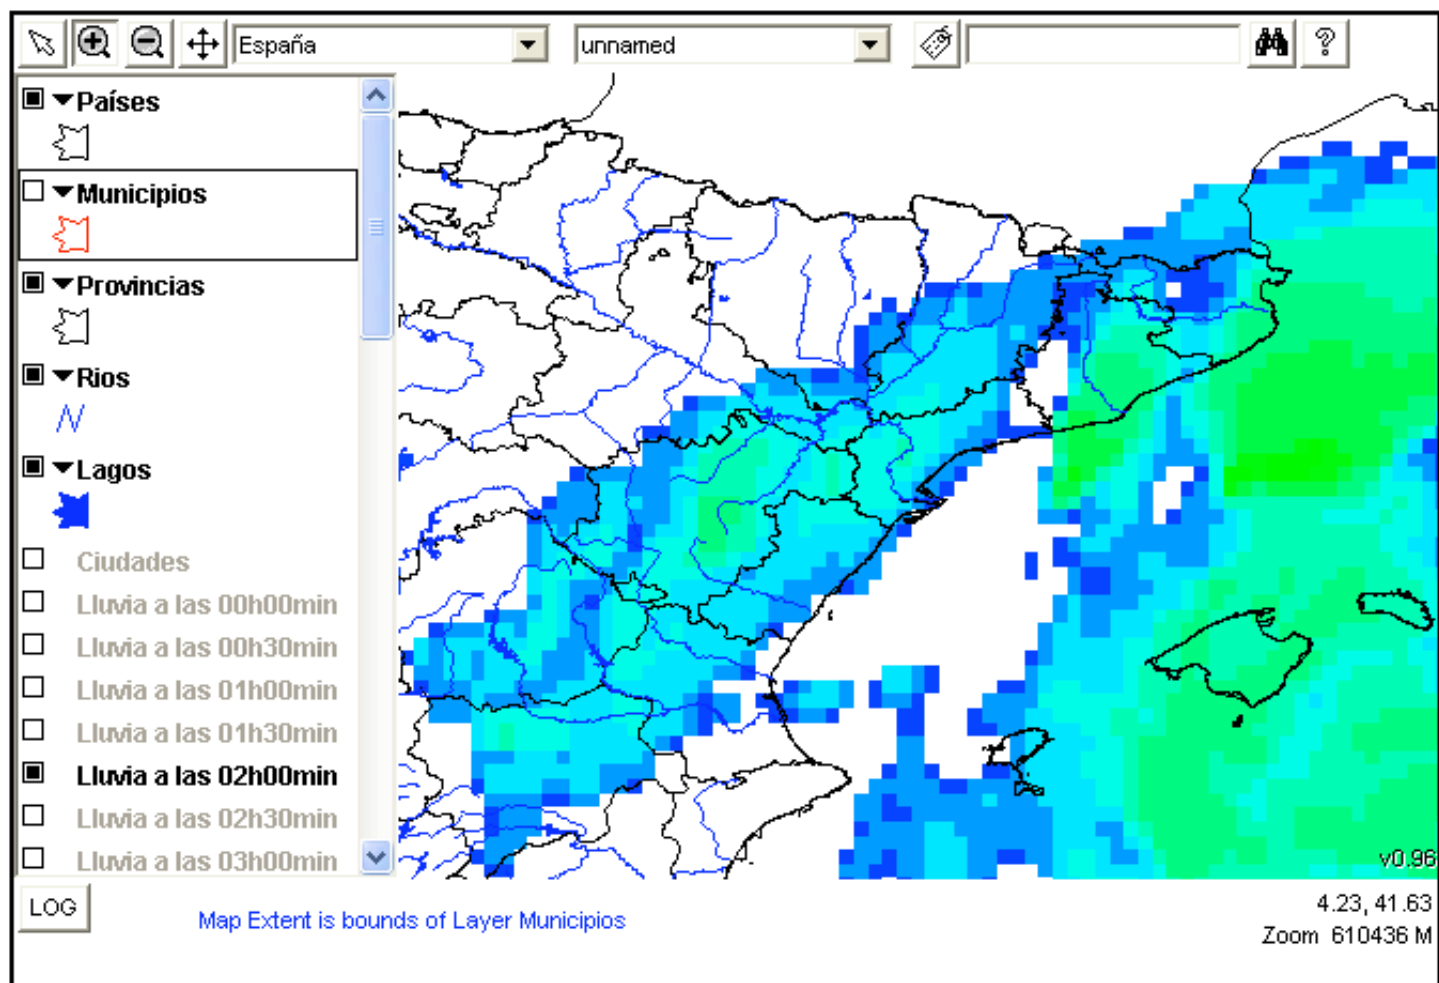 España
unnamed
?
Países
Municipios
Provincias
Rios
Lagos
Ciudades
Lluvia a las 00h00min
Lluvia a las 00h30min
Lluvia a las 01h00min
Lluvia a las 01h30min
Lluvia a las 02h00min
Lluvia a las 02h30min
Lluvia a las 03h00min
v0.96
LOG
Map Extent is bounds of Layer Municipios
4.23, 41.63
Zoom 610436 M